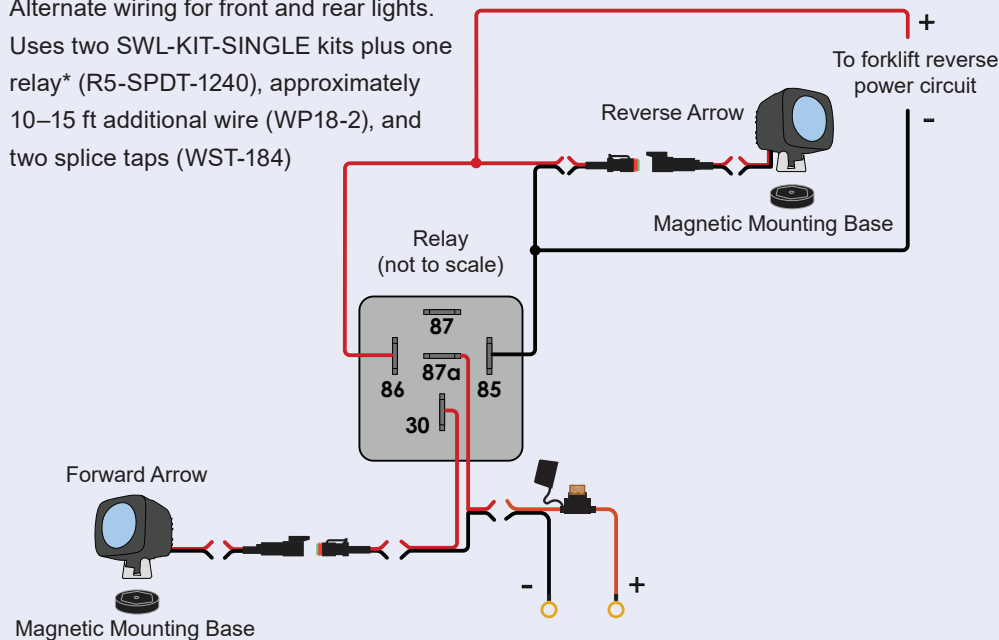 Alternate wiring for front and rear lights.
Uses two SWL-KIT-SINGLE kits plus one
relay* (R5-SPDT-1240), approximately
10–15 ft additional wire (WP18-2), and
two splice taps (WST-184)
+
To forklift reverse
power circuit
-
Reverse Arrow
Magnetic Mounting Base
Relay
(not to scale)
87
86
87a
85
30
Forward Arrow
Magnetic Mounting Base
-
+